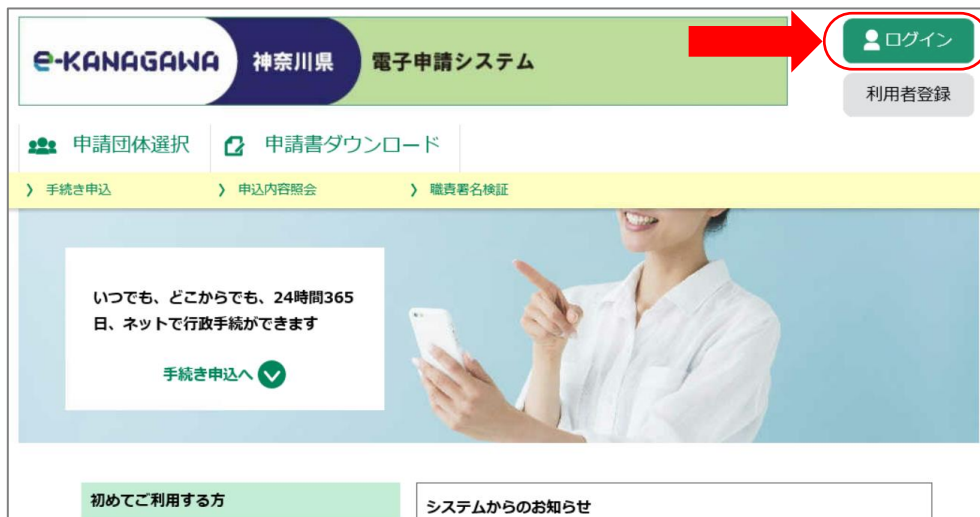 e-KANAGAWA 神奈川県 電子申請システム
ログイン
利用者登録
申請団体選択 申請書ダウンロード
手続き申込 申込内容照会 職責署名検証
いつでも、どこからでも、24時間365
日、ネットで行政手続ができます
手続き申込へ
初めてご利用する方
システムからのお知らせ